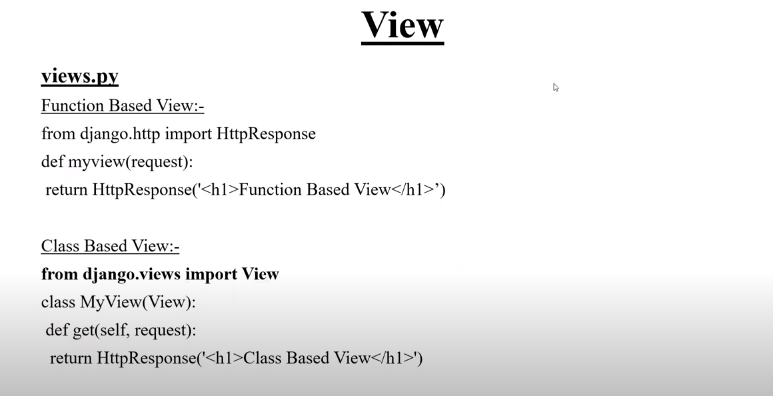 View
views.py
Function Based View:-
from django.http import HttpResponse
def myview(request):
return HttpResponse('<h1>Function Based View</h1>’)
Class Based View:-
from django.views import View
class MyView(View):
def get(self, request):
return HttpResponse('<h1>Class Based View</h1>')